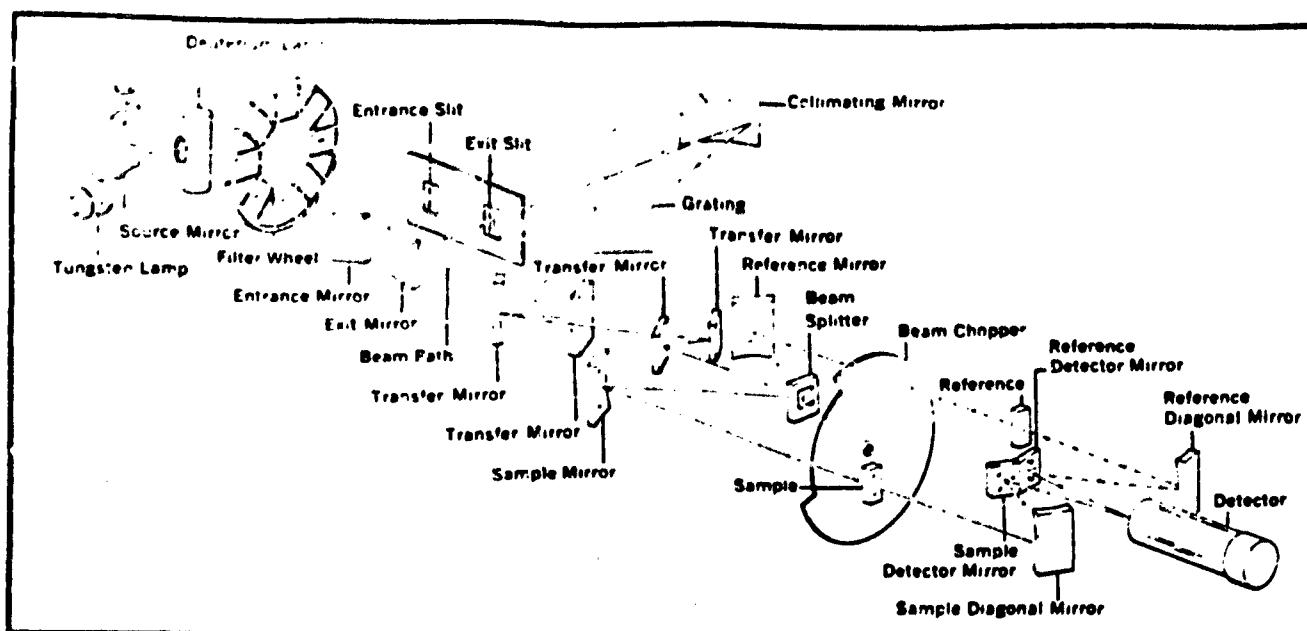 Entrance Slit
Collimating Mirror
Exit Slit
Grating
Source Mirror
Transfer Mirror
Tungsten Lamp
Filter Wheel
Transfer Mirror
Reference Mirror
Entrance Mirror
Beam
Splitter
Exit Mirror
Beam Chopper
Beam Path
Reference
Detector Mirror
Transfer Mirror
Reference
Reference
Diagonal Mirror
Transfer Mirror
Sample Mirror
Sample
Detector
Sample
Detector Mirror
Sample Diagonal Mirror